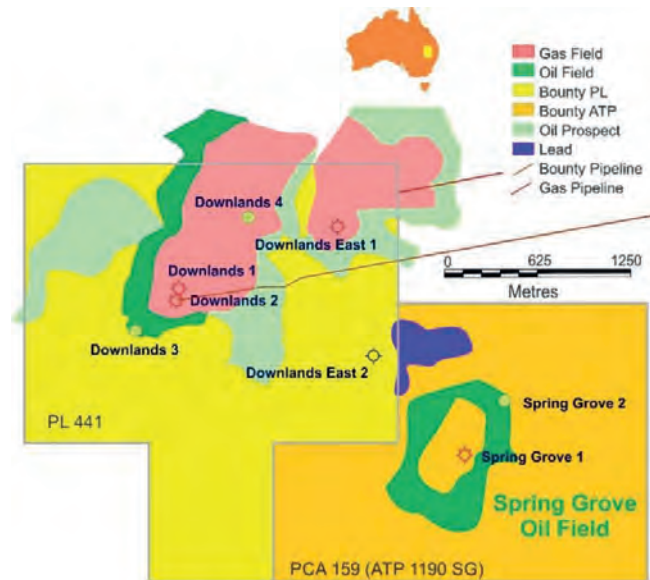 Gas Field
Oil Field
Bounty PL
Bounty ATP
Oil Prospect
Lead
Bounty Pipeline
Gas Pipeline
Downlands 4
Downlands East 1
0 625 1250
Metres
Downlands 1
Downlands 2
Downlands 3
Downlands East 2
Spring Grove 2
PL 441
Spring Grove 1
Spring Grove
Oil Field
PCA 159 (ATP 1190 SG)